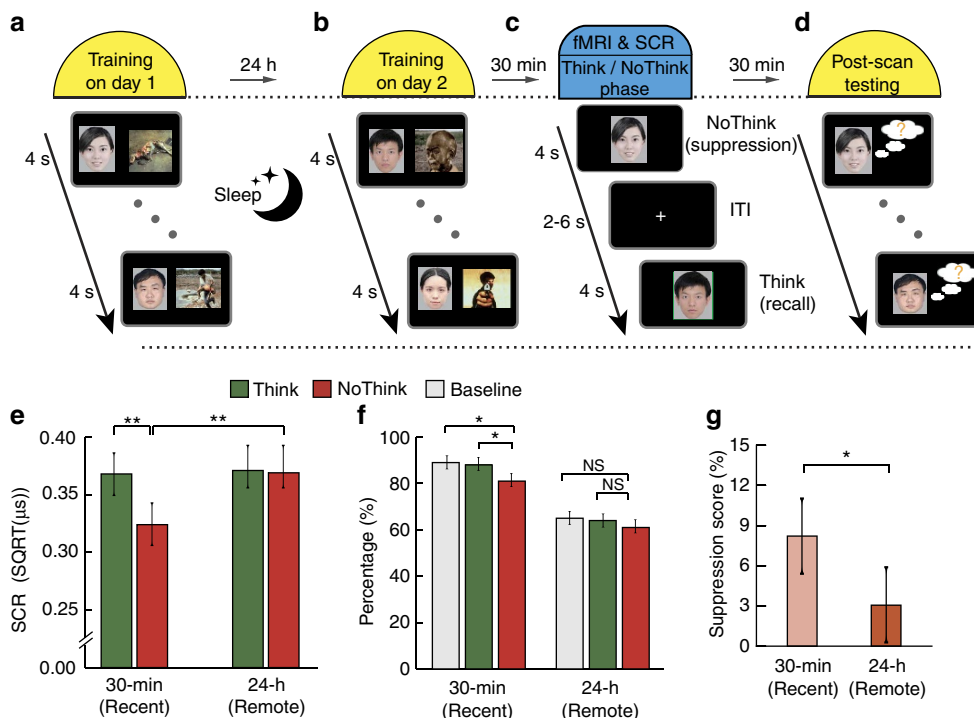 a
b
c
d
Training
on day 1
24 h
Training
on day 2
30 min
fMRI & SCR
Think / NoThink
phase
30 min
Post-scan
testing
4 s
Sleep
4 s
4 s
4 s
4 s
NoThink
(suppression)
2-6 s
+
ITI
4 s
Think
(recall)
4 s
?
4 s
?
Think
NoThink
Baseline
e
SCR (SQRT(µs))
0.40
0.35
0.30
0.25
0.00
**
**
30-min
(Recent)
24-h
(Remote)
f
Percentage (%)
100
80
60
40
20
0
*
*
NS
NS
30-min
(Recent)
24-h
(Remote)
g
Suppression score (%)
15
12
9
6
3
0
*
30-min
(Recent)
24-h
(Remote)